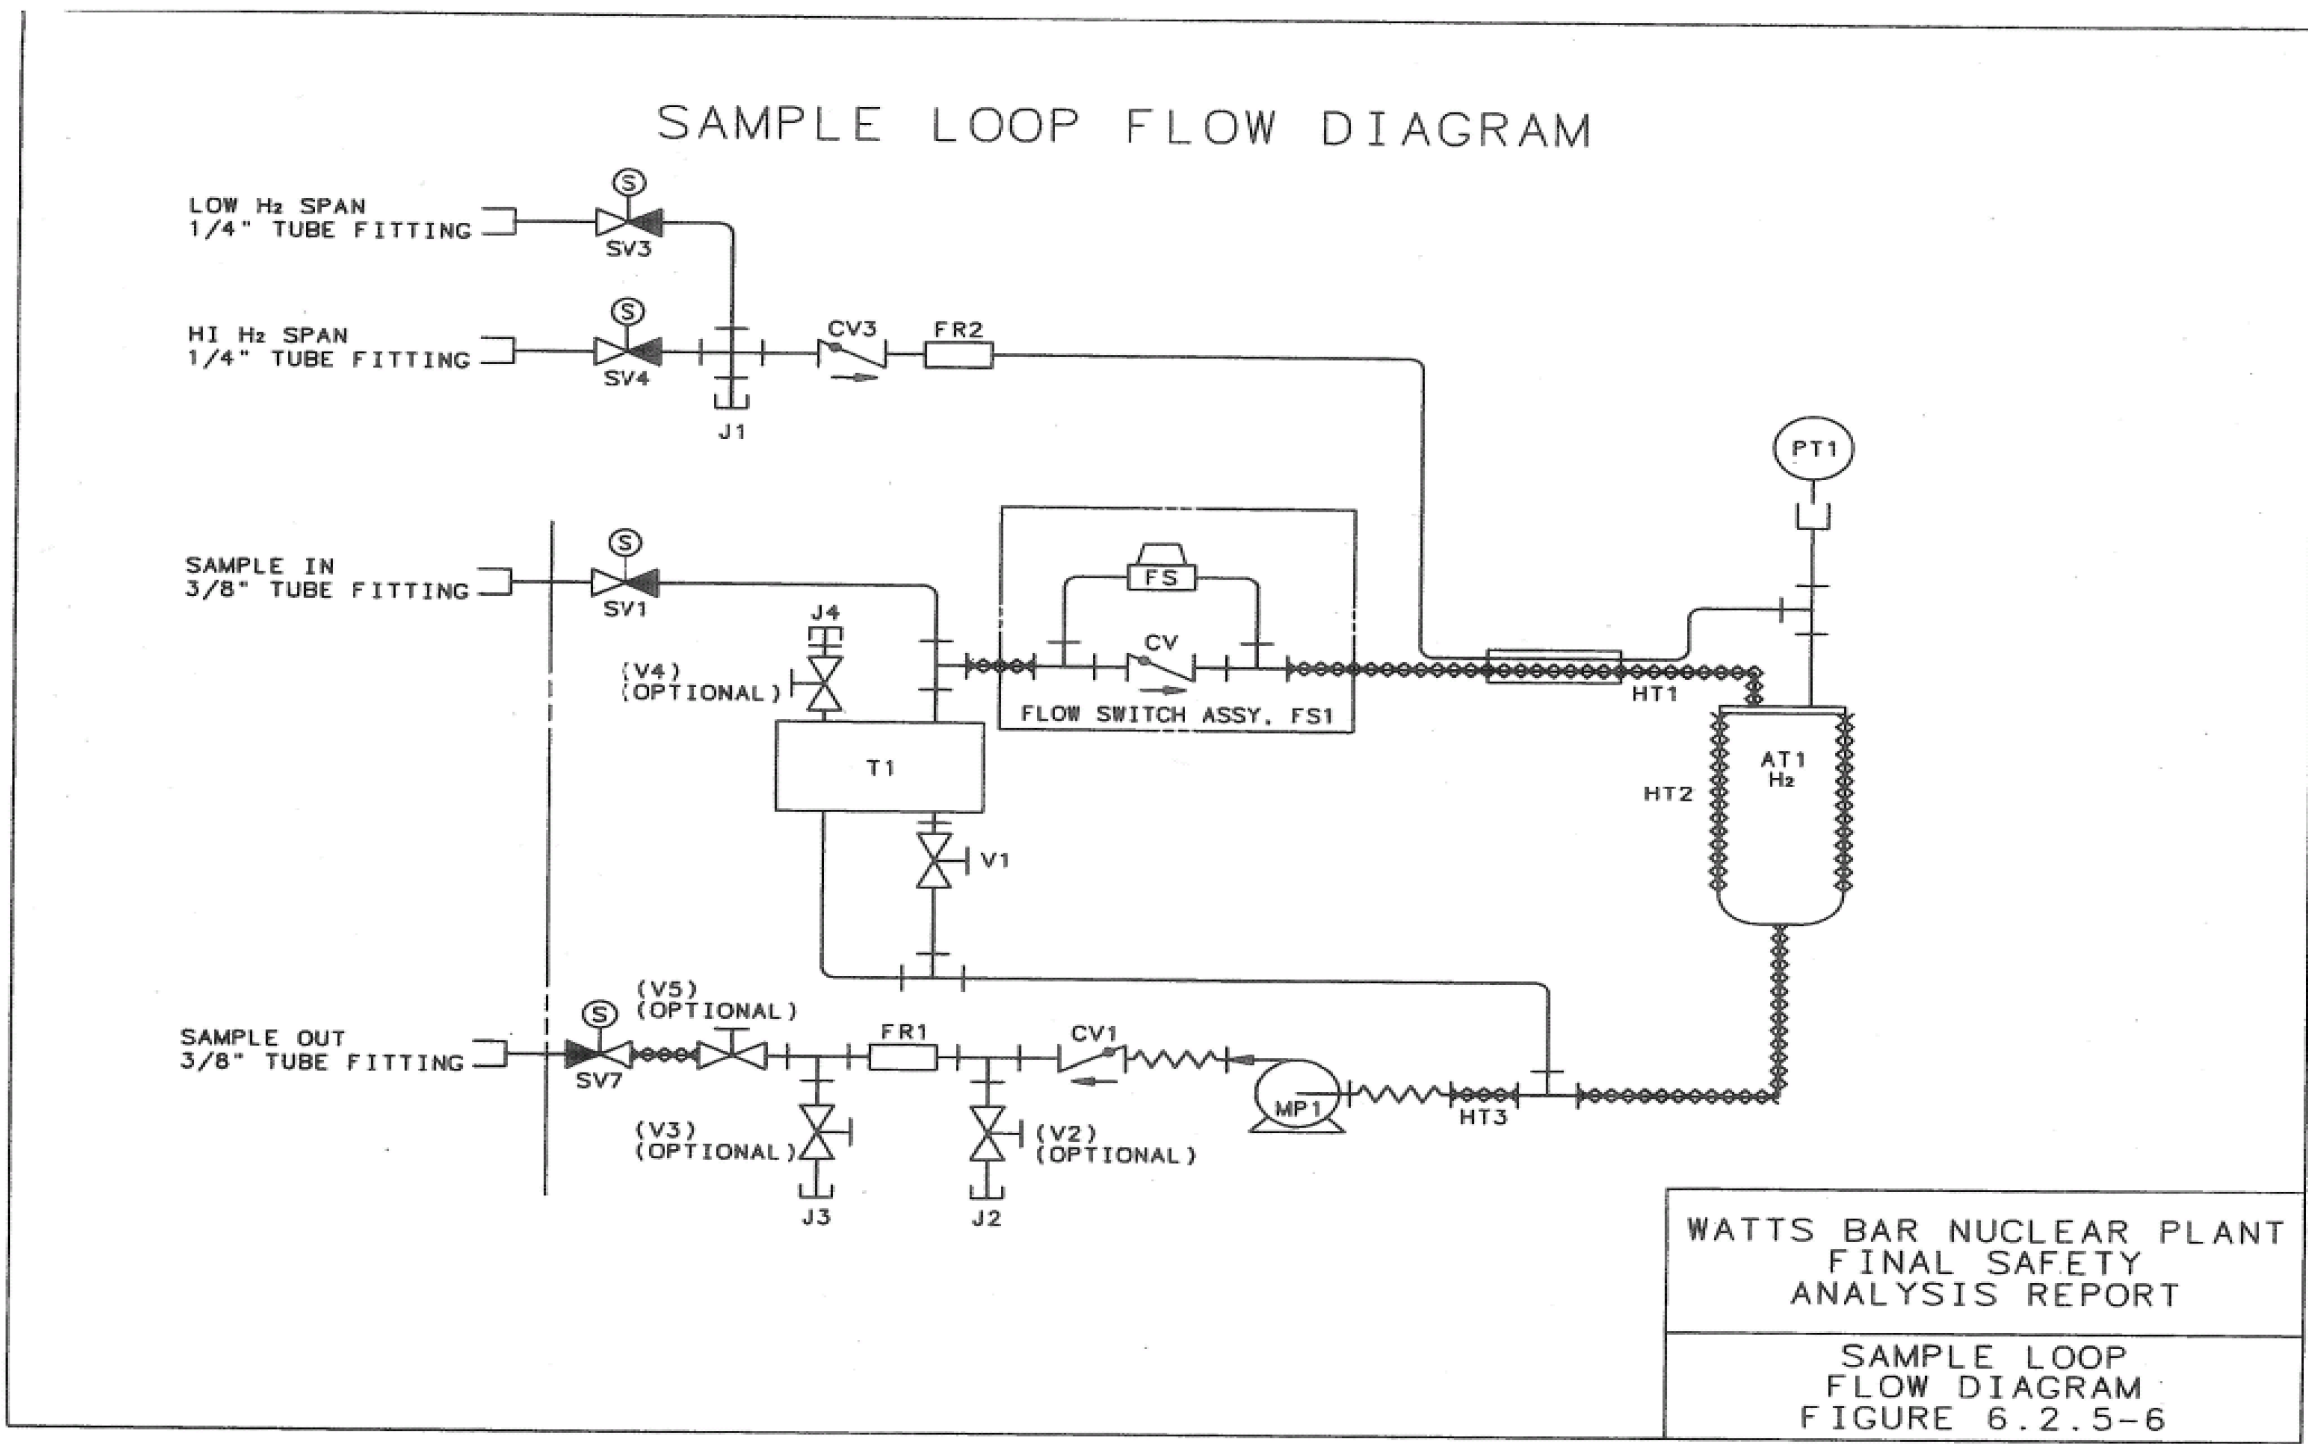 SAMPLE LOOP FLOW DIAGRAM
S
LOW H₂ SPAN
1/4" TUBE FITTING
SV3
S
HI H₂ SPAN
1/4" TUBE FITTING
SV4
J1
CV3
FR2
PT1
S
SAMPLE IN
3/8" TUBE FITTING
SV1
J4
(V4)
(OPTIONAL)
FS
CV
FLOW SWITCH ASSY, FS1
HT1
T1
AT1
H₂
HT2
V1
S
SAMPLE OUT
3/8" TUBE FITTING
SV7
(V5)
(OPTIONAL)
FR1
CV1
MP1
HT3
(V3)
(OPTIONAL)
(V2)
(OPTIONAL)
J3
J2
WATTS BAR NUCLEAR PLANT
FINAL SAFETY
ANALYSIS REPORT
SAMPLE LOOP
FLOW DIAGRAM
FIGURE 6.2.5-6